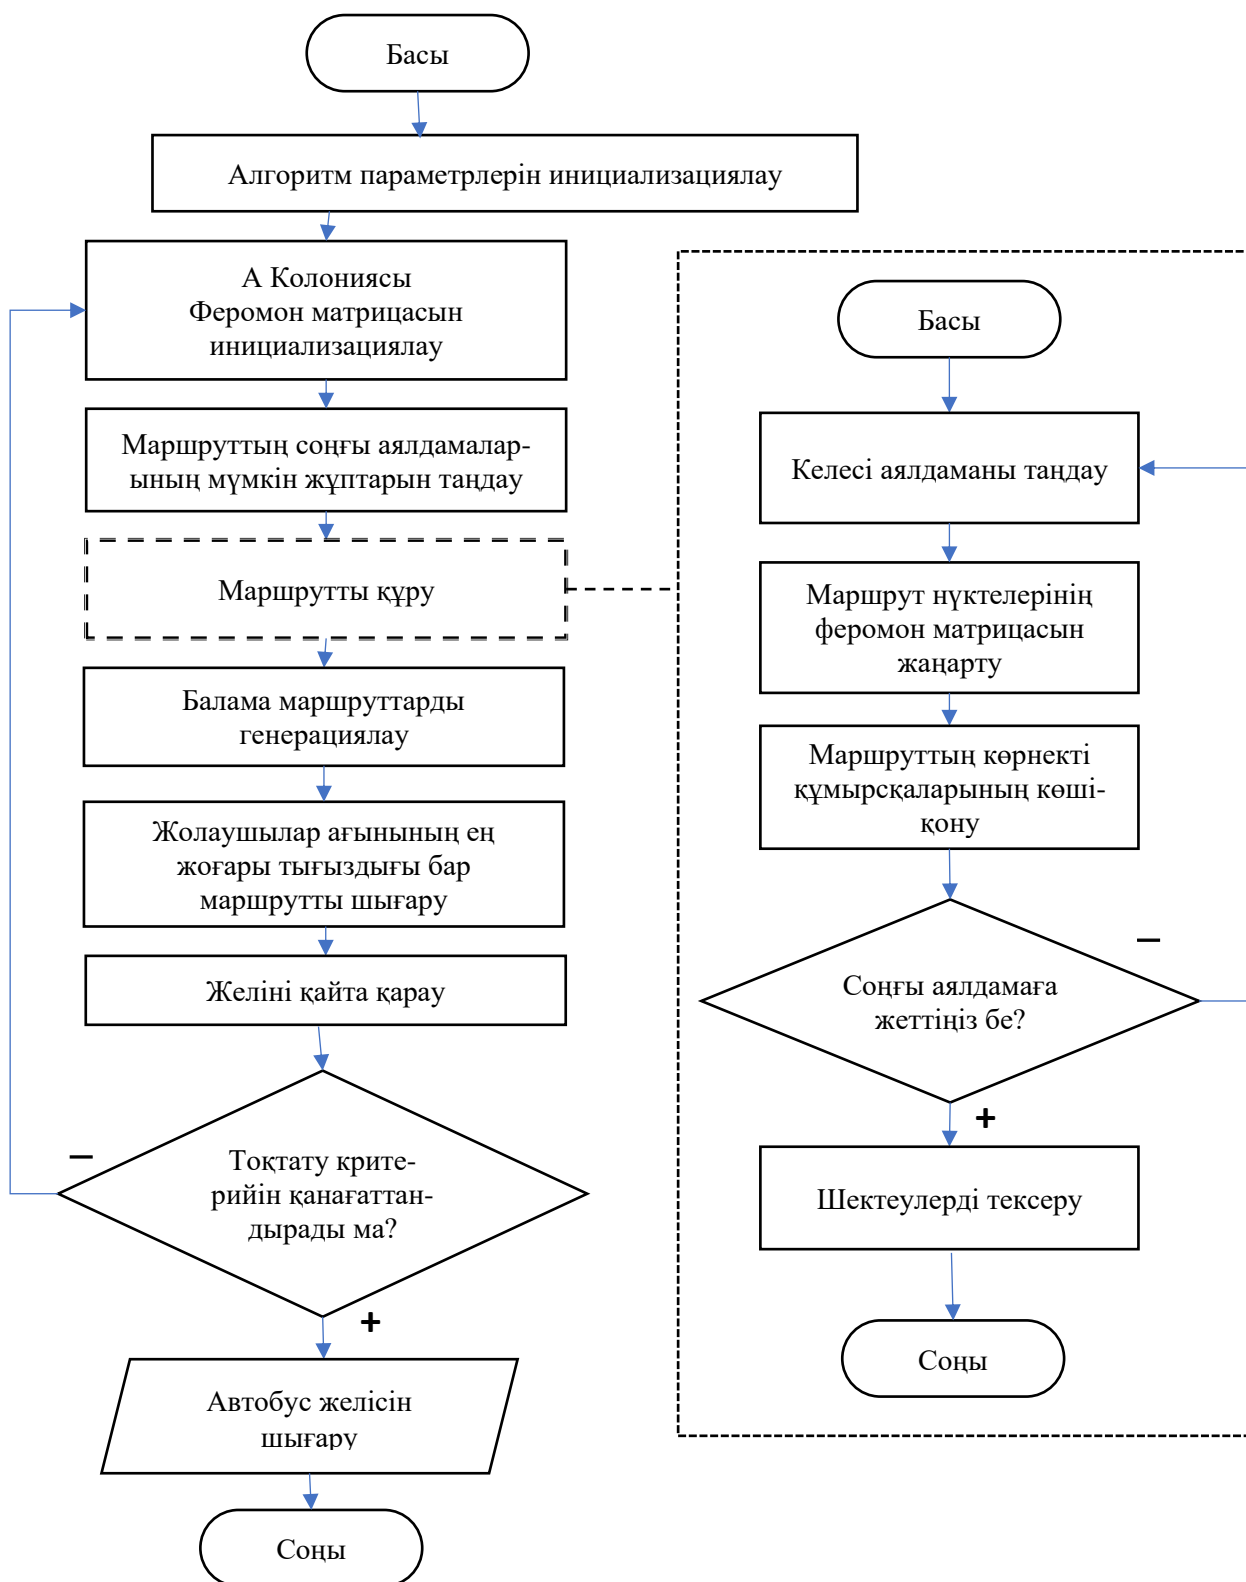 Басы
Алгоритм параметрлерін инициализациялау
А Колониясы
Феромон матрицасын
инициализациялау
Маршруттың соңғы аялдамалар-
ының мүмкін жұптарын таңдау
Маршрутты құру
Балама маршруттарды
генерациялау
Жолаушылар ағынының ең
жоғары тығыздығы бар
маршрутты шығару
Желіні қайта қарау
–
Тоқтату крите-
рийін қанағаттан-
дырады ма?
+
Автобус желісін
шығару
Соңы
Басы
Келесі аялдаманы таңдау
Маршрут нүктелерінің
феромон матрицасын
жаңарту
Маршруттың көрнекті
құмырсқаларының көші-
қону
–
Соңғы аялдамаға
жеттіңіз бе?
+
Шектеулерді тексеру
Соңы